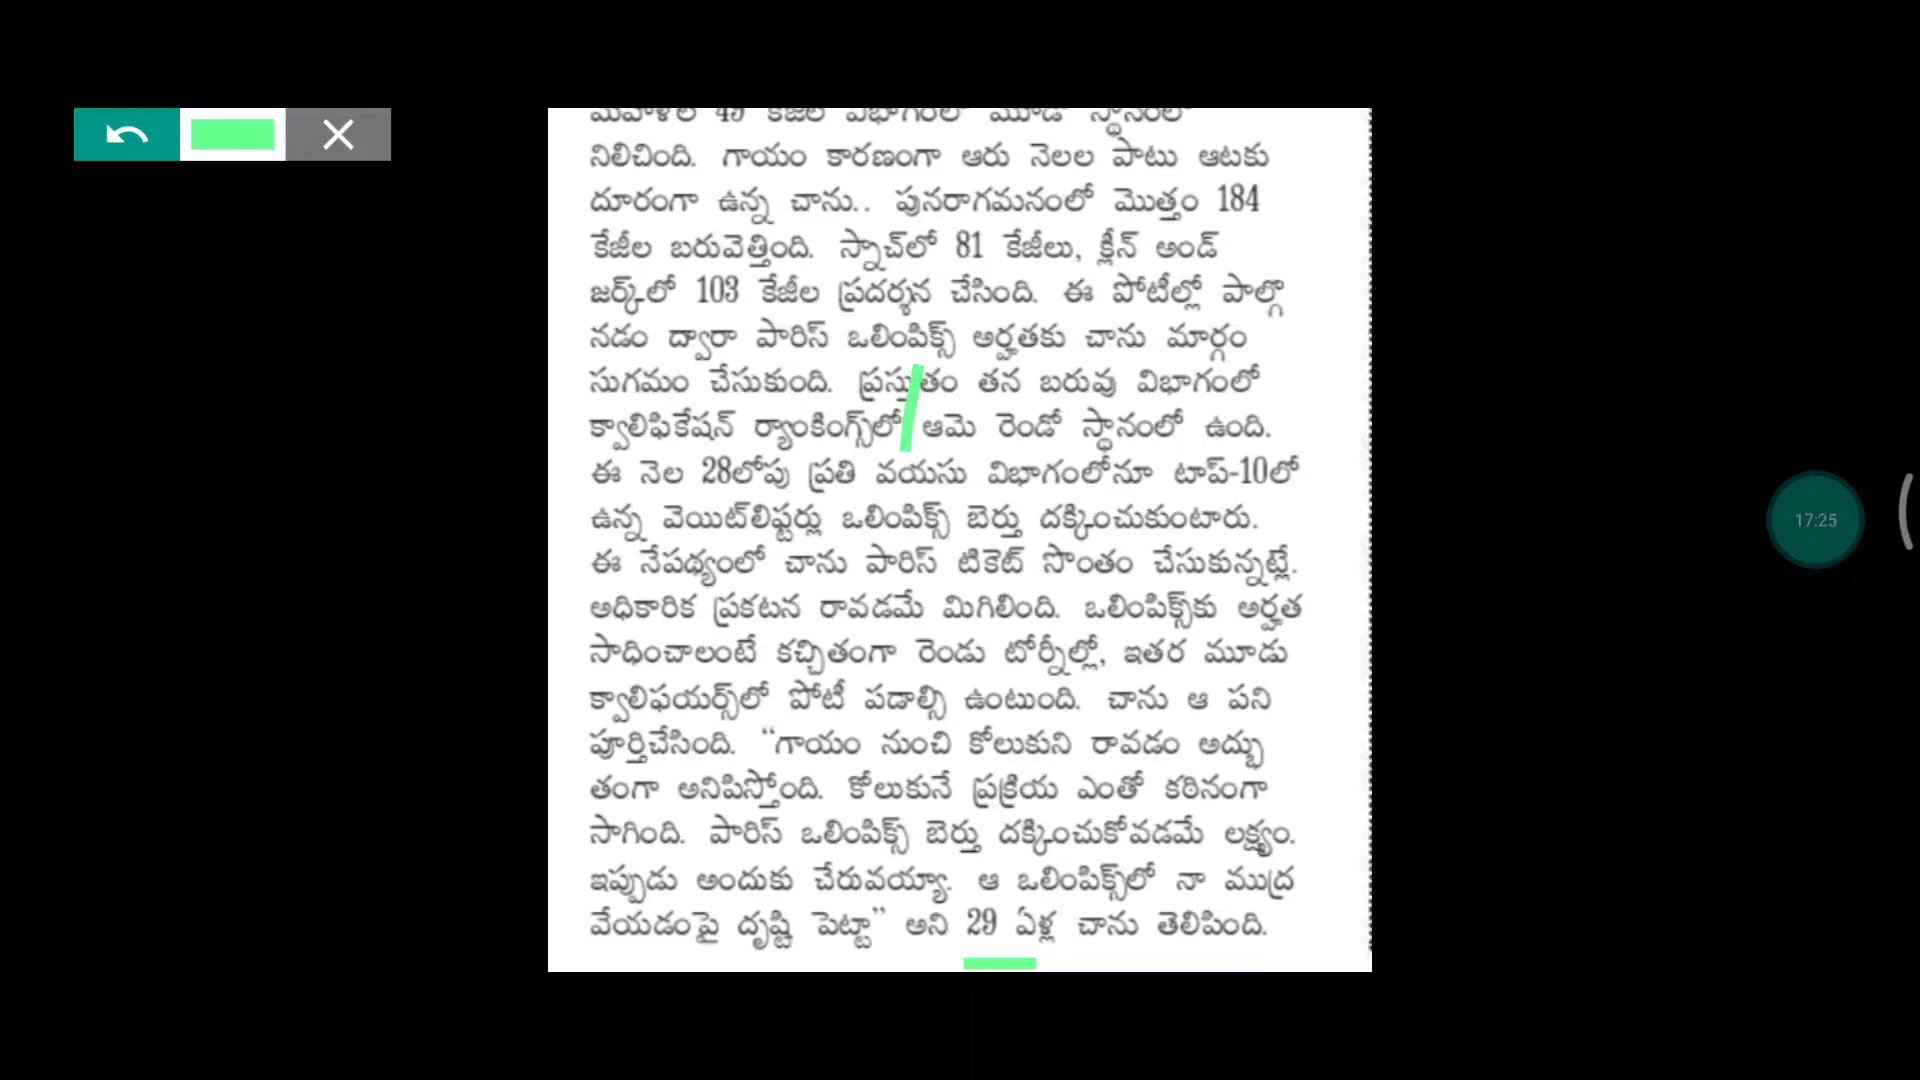 మహిళల 49 కేజీల విభాగంలో మూడో స్థానంలో
నిలిచింది. గాయం కారణంగా ఆరు నెలల పాటు ఆటకు
దూరంగా ఉన్న చాను.. పునరాగమనంలో మొత్తం 184
కేజీల బరువెత్తింది. స్నాచ్‌లో 81 కేజీలు, క్లీన్ అండ్
జర్క్‌లో 103 కేజీల ప్రదర్శన చేసింది. ఈ పోటీల్లో పాల్గొ
నడం ద్వారా పారిస్ ఒలింపిక్స్ అర్హతకు చాను మార్గం
సుగమం చేసుకుంది. ప్రస్తుతం తన బరువు విభాగంలో
క్వాలిఫికేషన్ ర్యాంకింగ్స్‌లో ఆమె రెండో స్థానంలో ఉంది.
ఈ నెల 28లోపు ప్రతి వయసు విభాగంలోనూ టాప్-10లో
ఉన్న వెయిట్‌లిఫ్టర్లు ఒలింపిక్స్ బెర్తు దక్కించుకుంటారు.
ఈ నేపథ్యంలో చాను పారిస్ టికెట్ సొంతం చేసుకున్నట్లే.
అధికారిక ప్రకటన రావడమే మిగిలింది. ఒలింపిక్స్‌కు అర్హత
సాధించాలంటే కచ్చితంగా రెండు టోర్నీల్లో, ఇతర మూడు
క్వాలిఫయర్స్‌లో పోటీ పడాల్సి ఉంటుంది. చాను ఆ పని
పూర్తిచేసింది. “గాయం నుంచి కోలుకుని రావడం అద్భు
తంగా అనిపిస్తోంది. కోలుకునే ప్రక్రియ ఎంతో కఠినంగా
సాగింది. పారిస్ ఒలింపిక్స్ బెర్తు దక్కించుకోవడమే లక్ష్యం.
ఇప్పుడు అందుకు చేరువయ్యా. ఆ ఒలింపిక్స్‌లో నా ముద్ర
వేయడంపై దృష్టి పెట్టా” అని 29 ఏళ్ల చాను తెలిపింది.
17:25